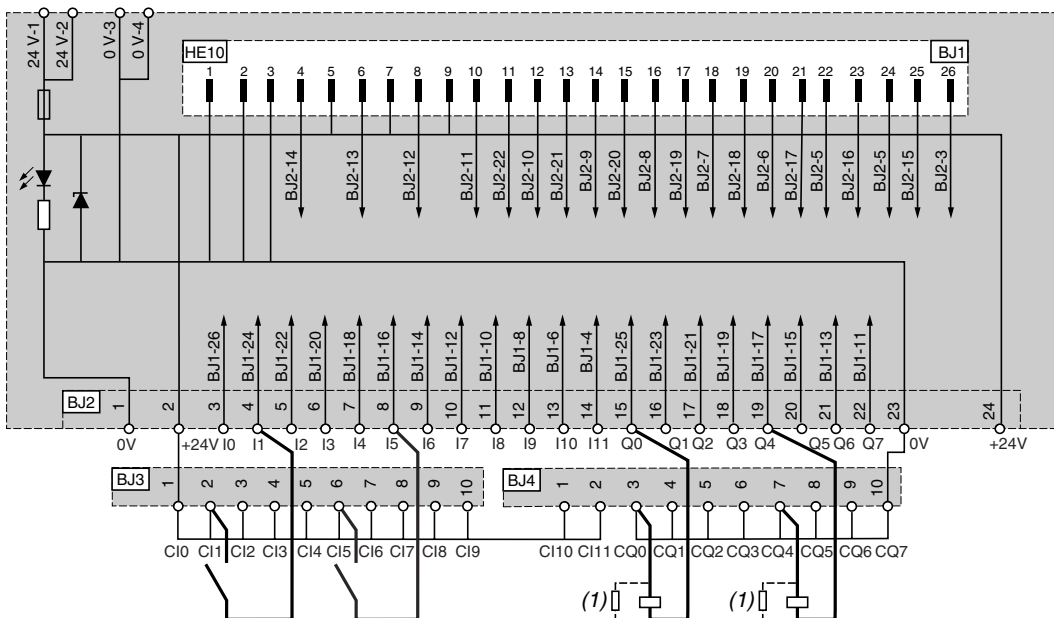 24 V-1 24 V-2 0 V-3 0 V-4
HE10 BJ1
1 2 3 4 5 6 7 8 9 10 11 12 13 14 15 16 17 18 19 20 21 22 23 24 25 26
BJ2-14 BJ2-13 BJ2-12 BJ2-11 BJ2-22 BJ2-10 BJ2-21 BJ2-9 BJ2-20 BJ2-8 BJ2-19 BJ2-7 BJ2-18 BJ2-6 BJ2-17 BJ2-5 BJ2-16 BJ2-5 BJ2-15 BJ2-3
BJ1-26 BJ1-24 BJ1-22 BJ1-20 BJ1-18 BJ1-16 BJ1-14 BJ1-12 BJ1-10 BJ1-8 BJ1-6 BJ1-4 BJ1-25 BJ1-23 BJ1-21 BJ1-19 BJ1-17 BJ1-15 BJ1-13 BJ1-11
BJ2 1 2 3 4 5 6 7 8 9 10 11 12 13 14 15 16 17 18 19 20 21 22 23 24
0V +24V I0 I1 I2 I3 I4 I5 I6 I7 I8 I9 I10 I11 Q0 Q1 Q2 Q3 Q4 Q5 Q6 Q7 0V +24V
BJ3 1 2 3 4 5 6 7 8 9 10 BJ4 1 2 3 4 5 6 7 8 9 10
CI0 CI1 CI2 CI3 CI4 CI5 CI6 CI7 CI8 CI9 CI10 CI11 CQ0 CQ1 CQ2 CQ3 CQ4 CQ5 CQ6 CQ7
(1) (1)